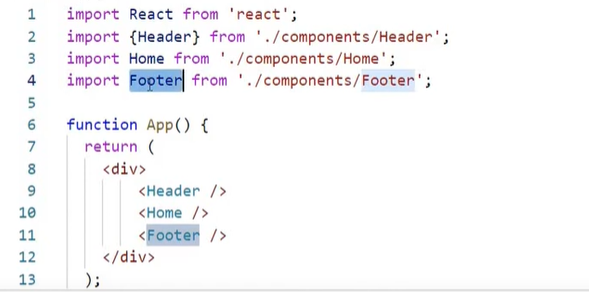 1 import React from 'react';
2 import {Header} from './components/Header';
3 import Home from './components/Home';
4 import Footer from './components/Footer';
5
6 function App() {
7 return (
8 <div>
9 <Header />
10 <Home />
11 <Footer />
12 </div>
13 );